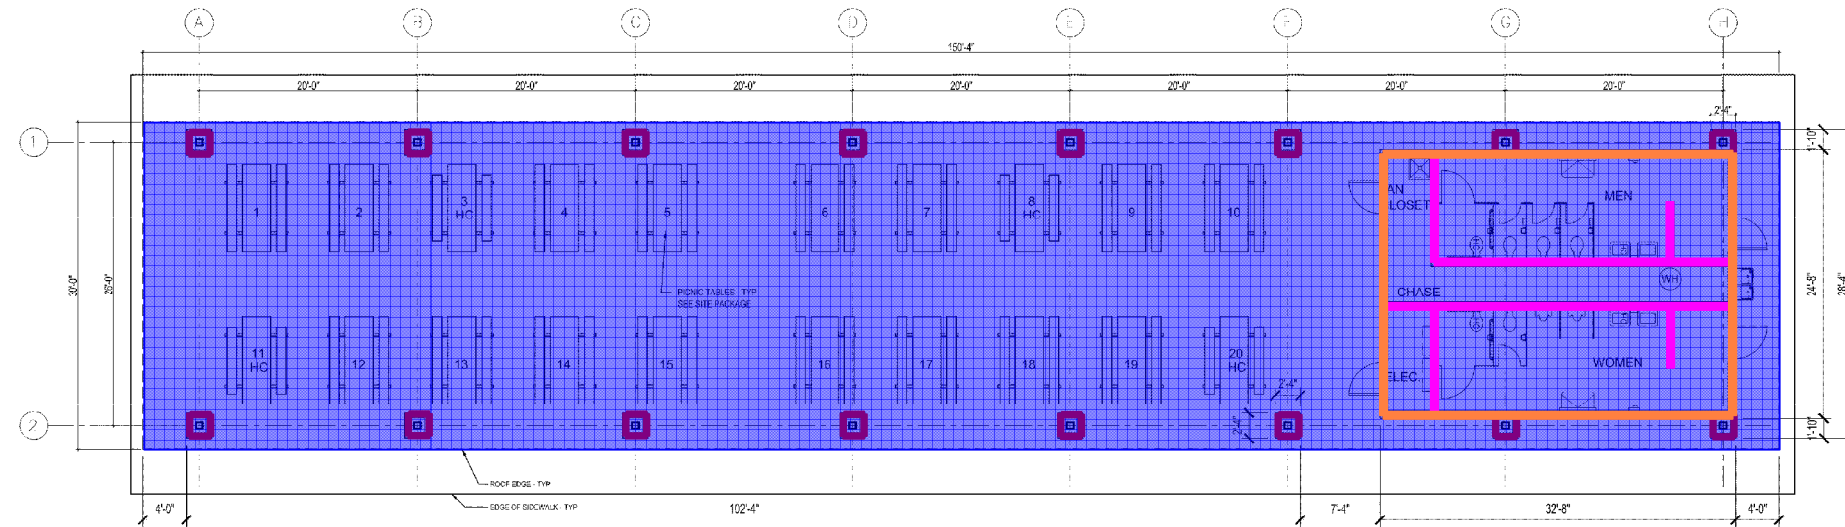 A B C D E F G H
150'-4"
20'-0" 20'-0" 20'-0" 20'-0" 20'-0" 20'-0" 20'-0"
2'-4"
1
1'-10"
MEN
1 2 3 4 5 6 7 8 9 10
HC HC
30'-0" 26'-0"
PICNIC TABLES - TYP
SEE SITE PACKAGE
CHASE
WH
24'-8" 28'-4"
11 12 13 14 15 16 17 18 19 20
HC HC
WOMEN
ELEC.
2'-4"
2'-4"
2
1'-10"
ROOF EDGE - TYP
EDGE OF SIDEWALK - TYP
4'-0" 102'-4" 7'-4" 32'-8" 4'-0"